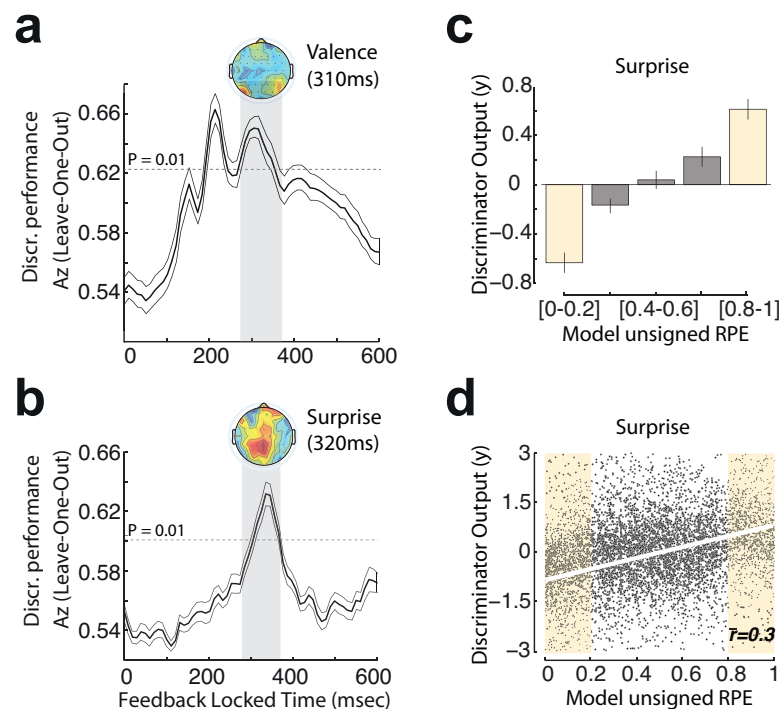 a
Valence
(310ms)
Discr. performance
Az (Leave-One-Out)
0.66
0.62
0.58
0.54
P = 0.01
0 200 400 600
b
Surprise
(320ms)
Discr. performance
Az (Leave-One-Out)
0.66
0.62
0.58
0.54
P = 0.01
0 200 400 600
Feedback Locked Time (msec)
c
Surprise
Discriminator Output (y)
0.8
0.4
0
−0.4
−0.8
[0-0.2] [0.4-0.6] [0.8-1]
Model unsigned RPE
d
Surprise
Discriminator Output (y)
3
1.5
0
−1.5
−3
r̅=0.3
0 0.2 0.4 0.6 0.8 1
Model unsigned RPE